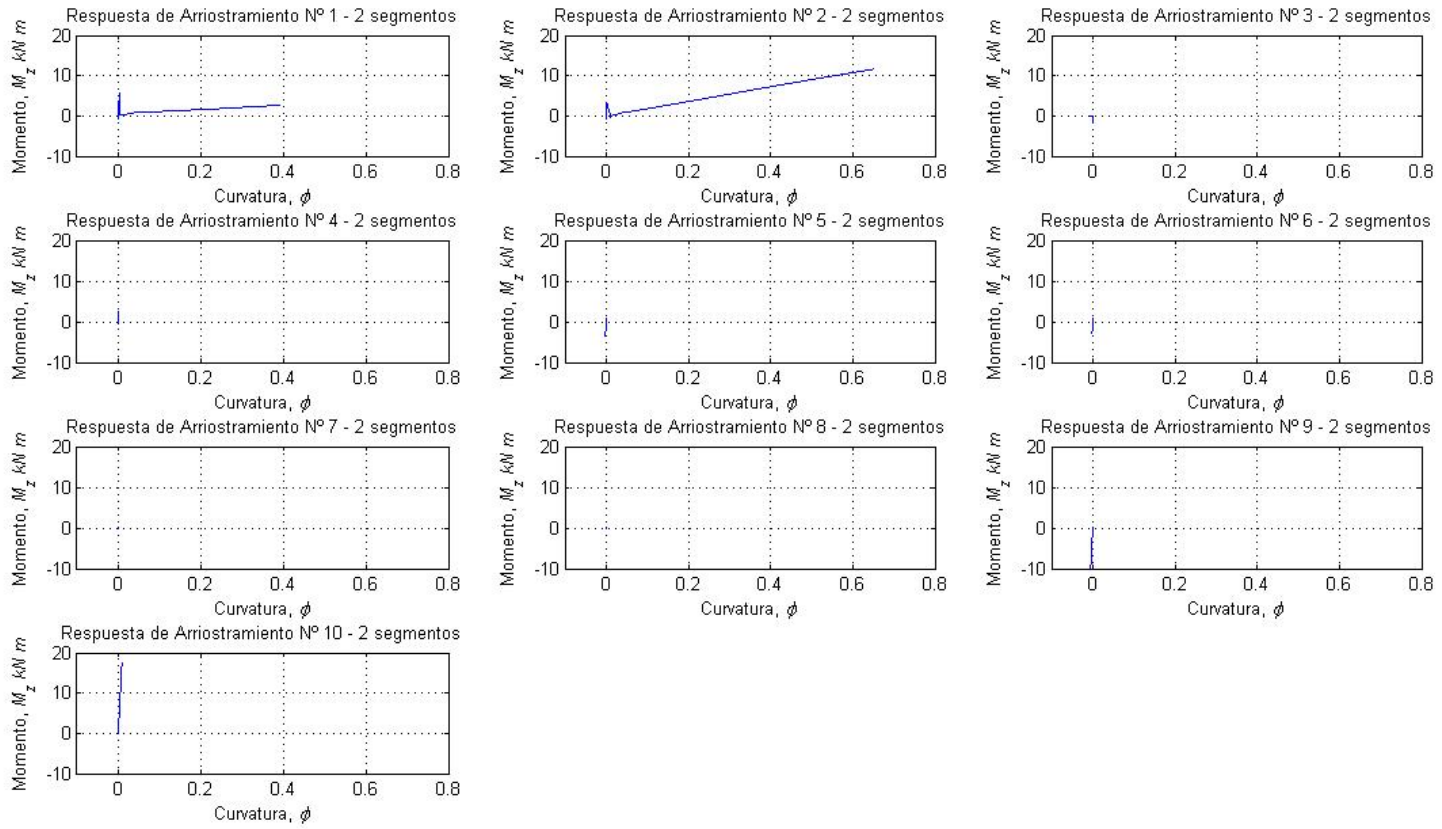 Respuesta de Arriostramiento Nº 1 - 2 segmentos
20
10
0
-10
Momento, M_z kN m
0 0.2 0.4 0.6 0.8
Curvatura, ϕ
Respuesta de Arriostramiento Nº 2 - 2 segmentos
20
10
0
-10
Momento, M_z kN m
0 0.2 0.4 0.6 0.8
Curvatura, ϕ
Respuesta de Arriostramiento Nº 3 - 2 segmentos
20
10
0
-10
Momento, M_z kN m
0 0.2 0.4 0.6 0.8
Curvatura, ϕ
Respuesta de Arriostramiento Nº 4 - 2 segmentos
20
10
0
-10
Momento, M_z kN m
0 0.2 0.4 0.6 0.8
Curvatura, ϕ
Respuesta de Arriostramiento Nº 5 - 2 segmentos
20
10
0
-10
Momento, M_z kN m
0 0.2 0.4 0.6 0.8
Curvatura, ϕ
Respuesta de Arriostramiento Nº 6 - 2 segmentos
20
10
0
-10
Momento, M_z kN m
0 0.2 0.4 0.6 0.8
Curvatura, ϕ
Respuesta de Arriostramiento Nº 7 - 2 segmentos
20
10
0
-10
Momento, M_z kN m
0 0.2 0.4 0.6 0.8
Curvatura, ϕ
Respuesta de Arriostramiento Nº 8 - 2 segmentos
20
10
0
-10
Momento, M_z kN m
0 0.2 0.4 0.6 0.8
Curvatura, ϕ
Respuesta de Arriostramiento Nº 9 - 2 segmentos
20
10
0
-10
Momento, M_z kN m
0 0.2 0.4 0.6 0.8
Curvatura, ϕ
Respuesta de Arriostramiento Nº 10 - 2 segmentos
20
10
0
-10
Momento, M_z kN m
0 0.2 0.4 0.6 0.8
Curvatura, ϕ